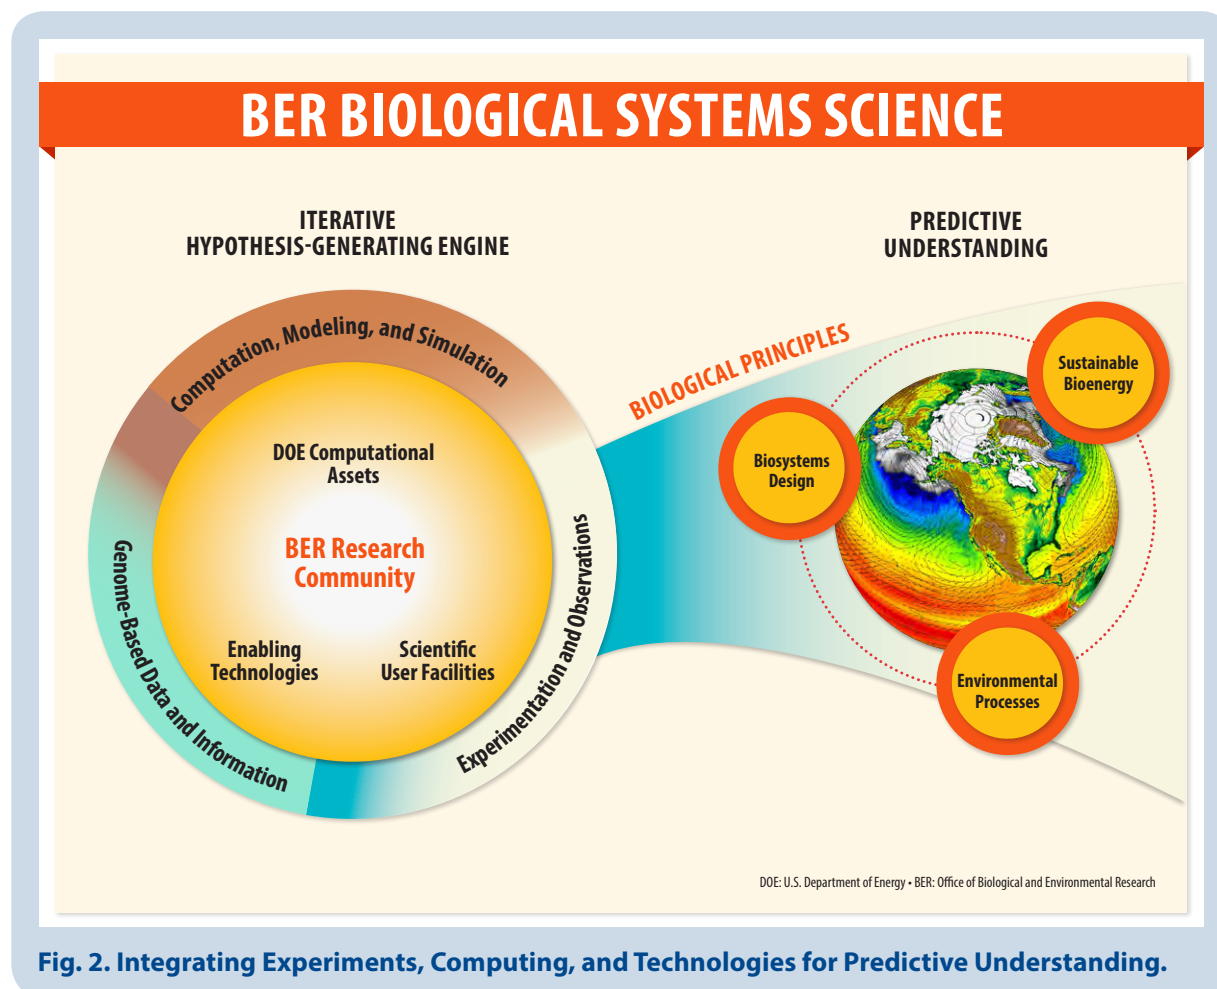 BER BIOLOGICAL SYSTEMS SCIENCE
ITERATIVE
HYPOTHESIS-GENERATING ENGINE
Computation, Modeling, and Simulation
Genome-Based Data and Information
Experimentation and Observations
DOE Computational
Assets
BER Research
Community
Enabling
Technologies
Scientific
User Facilities
BIOLOGICAL PRINCIPLES
PREDICTIVE
UNDERSTANDING
Sustainable
Bioenergy
Biosystems
Design
Environmental
Processes
DOE: U.S. Department of Energy • BER: Office of Biological and Environmental Research
Fig. 2. Integrating Experiments, Computing, and Technologies for Predictive Understanding.